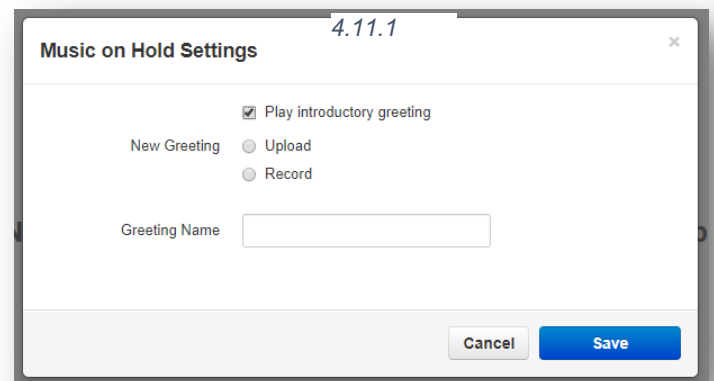 4.11.1
Music on Hold Settings ×
Play introductory greeting
New Greeting Upload
Record
Greeting Name
Cancel Save